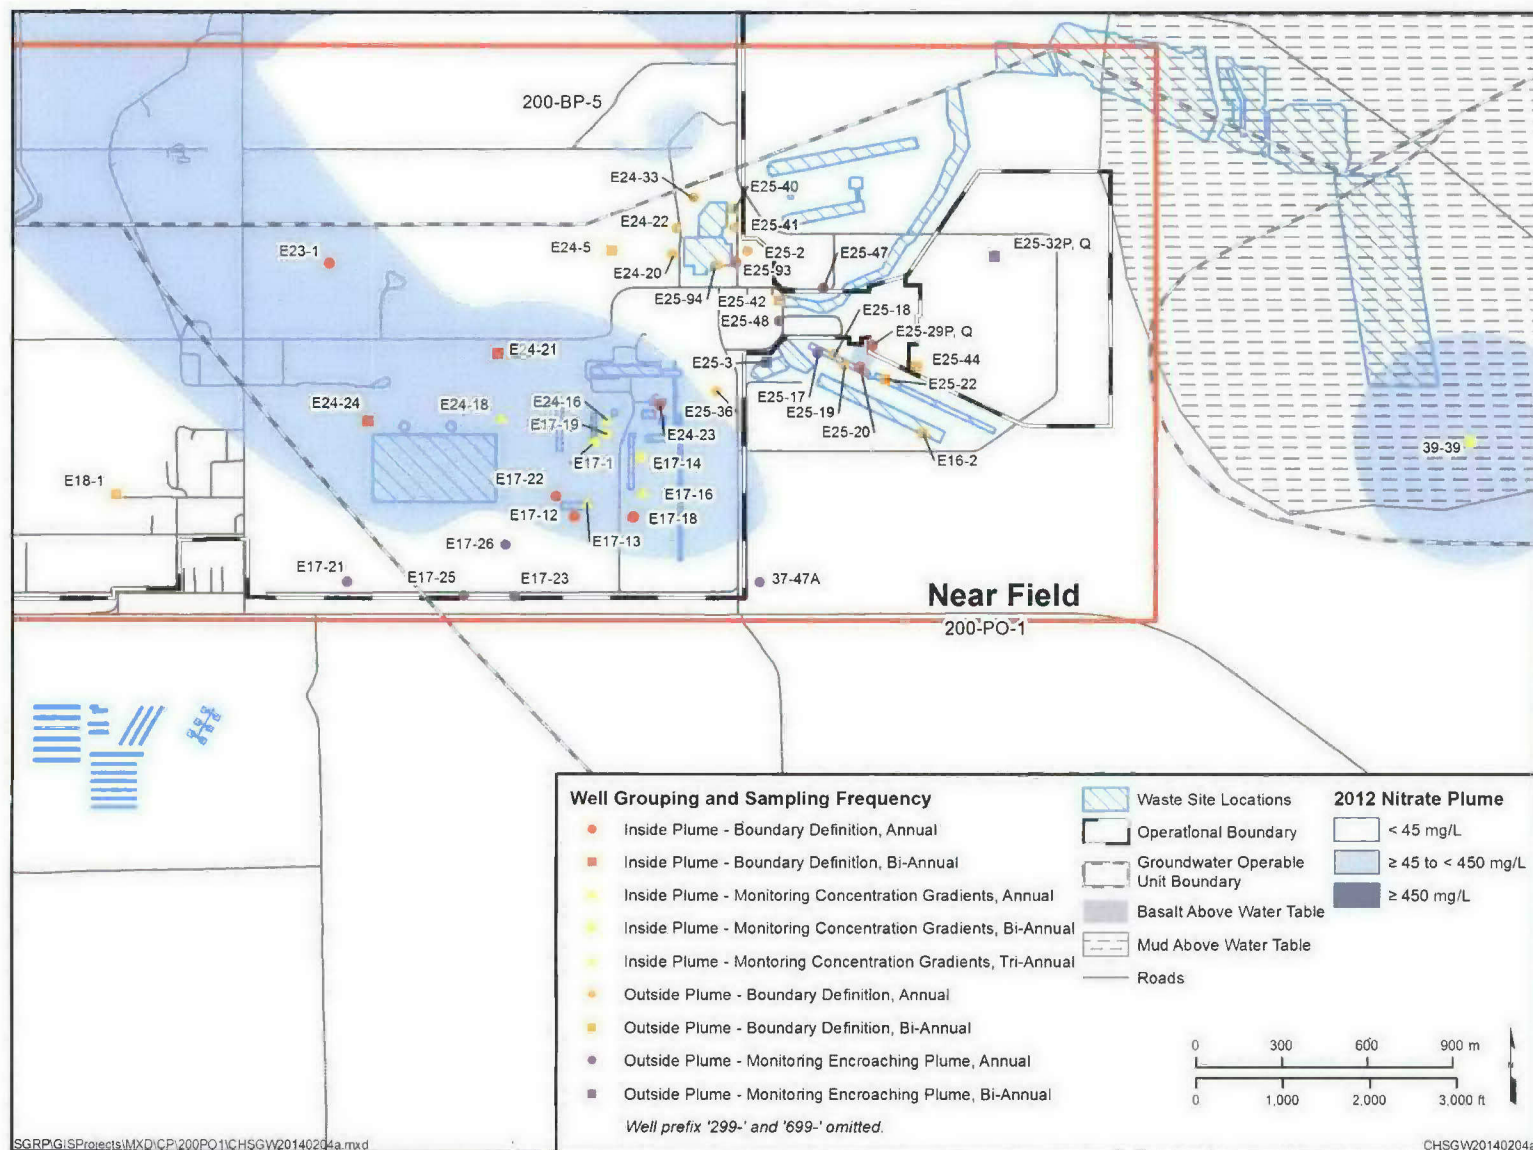 200-BP-5
E24-33
E25-40
E24-22
E25-41
E23-1
E24-5
E25-2
E25-47
E25-32P, Q
E24-20
E25-93
E25-94
E25-42
E25-18
E25-48
E25-29P, Q
E24-21
E25-3
E25-44
E25-22
E24-24
E24-18
E24-16
E25-36
E25-17
E17-19
E25-19
E24-23
E25-20
39-39
E17-1
E17-14
E16-2
E18-1
E17-22
E17-16
E17-12
E17-18
E17-13
E17-26
E17-21
E17-25
E17-23
37-47A
Near Field
200-PO-1
Well Grouping and Sampling Frequency
Inside Plume - Boundary Definition, Annual
Inside Plume - Boundary Definition, Bi-Annual
Inside Plume - Monitoring Concentration Gradients, Annual
Inside Plume - Monitoring Concentration Gradients, Bi-Annual
Inside Plume - Montoring Concentration Gradients, Tri-Annual
Outside Plume - Boundary Definition, Annual
Outside Plume - Boundary Definition, Bi-Annual
Outside Plume - Monitoring Encroaching Plume, Annual
Outside Plume - Monitoring Encroaching Plume, Bi-Annual
Well prefix '299-' and '699-' omitted.
Waste Site Locations
Operational Boundary
Groundwater Operable
Unit Boundary
Basalt Above Water Table
Mud Above Water Table
Roads
2012 Nitrate Plume
< 45 mg/L
≥ 45 to < 450 mg/L
≥ 450 mg/L
0 300 600 900 m
0 1,000 2,000 3,000 ft
SGRP\GISProjects\MXD\CP\200PO1\CHSGW20140204a.mxd
CHSGW20140204a